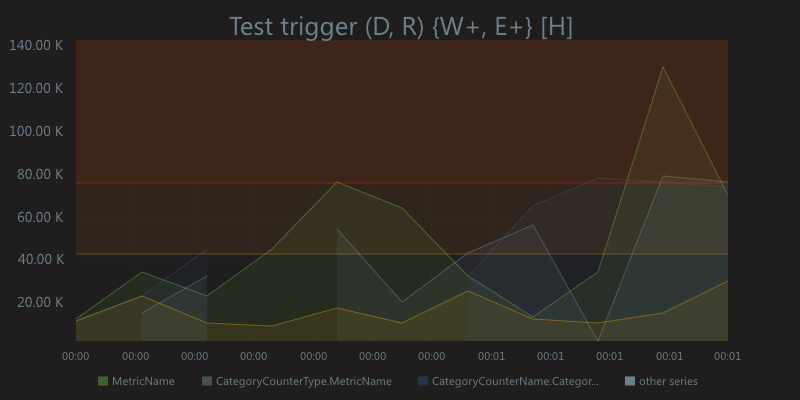 Test trigger (D, R) {W+, E+} [H]
140.00 K
120.00 K
100.00 K
80.00 K
60.00 K
40.00 K
20.00 K
00:00 00:00 00:00 00:00 00:00 00:00 00:00 00:01 00:01 00:01 00:01 00:01
MetricName CategoryCounterType.MetricName CategoryCounterName.Categor... other series